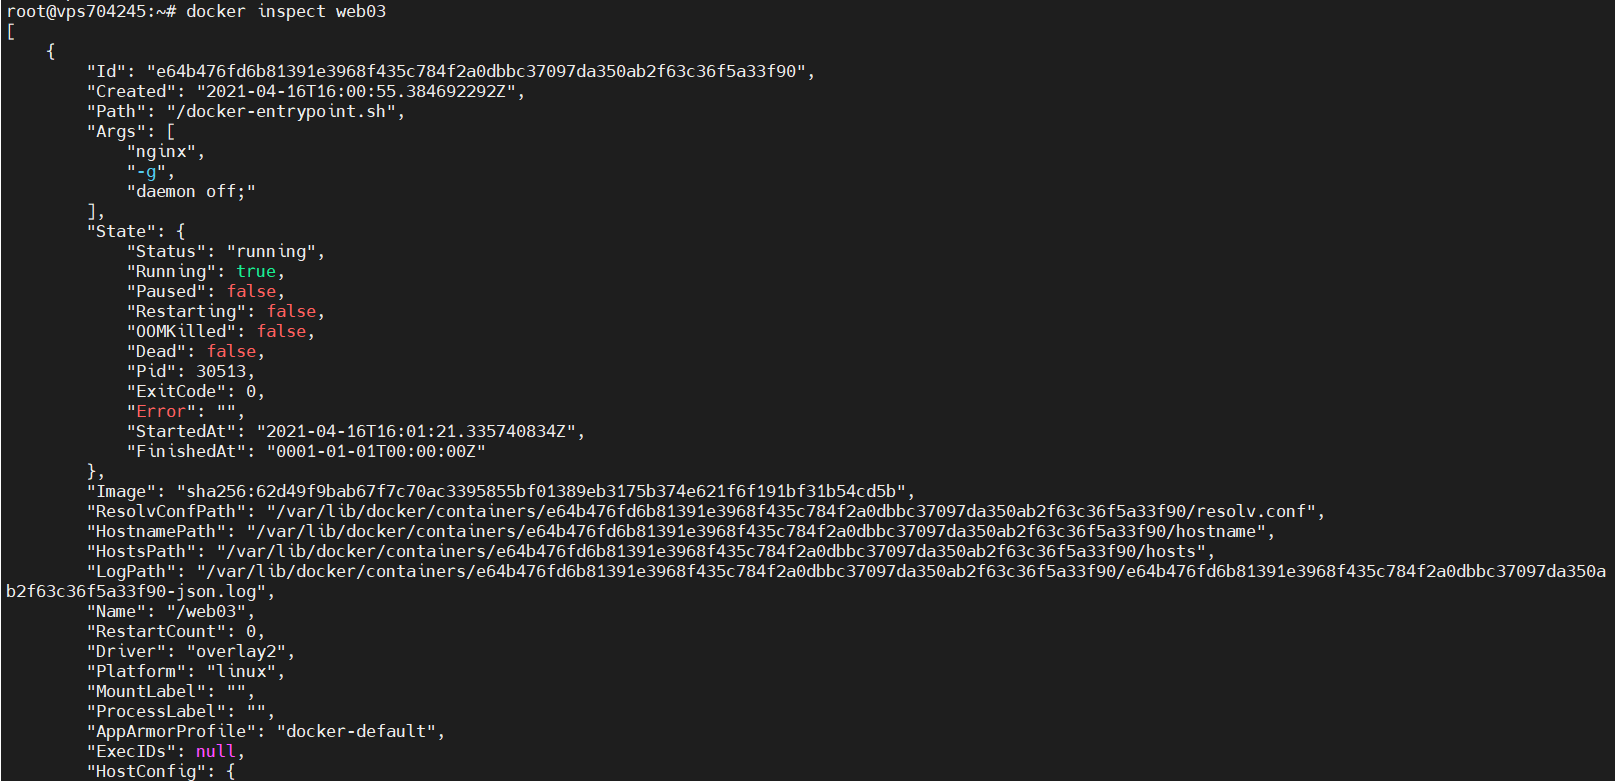 root@vps704245:~# docker inspect web03
[
    {
        "Id": "e64b476fd6b81391e3968f435c784f2a0dbbc37097da350ab2f63c36f5a33f90",
        "Created": "2021-04-16T16:00:55.384692292Z",
        "Path": "/docker-entrypoint.sh",
        "Args": [
            "nginx",
            "-g",
            "daemon off;"
        ],
        "State": {
            "Status": "running",
            "Running": true,
            "Paused": false,
            "Restarting": false,
            "OOMKilled": false,
            "Dead": false,
            "Pid": 30513,
            "ExitCode": 0,
            "Error": "",
            "StartedAt": "2021-04-16T16:01:21.335740834Z",
            "FinishedAt": "0001-01-01T00:00:00Z"
        },
        "Image": "sha256:62d49f9bab67f7c70ac3395855bf01389eb3175b374e621f6f191bf31b54cd5b",
        "ResolvConfPath": "/var/lib/docker/containers/e64b476fd6b81391e3968f435c784f2a0dbbc37097da350ab2f63c36f5a33f90/resolv.conf",
        "HostnamePath": "/var/lib/docker/containers/e64b476fd6b81391e3968f435c784f2a0dbbc37097da350ab2f63c36f5a33f90/hostname",
        "HostsPath": "/var/lib/docker/containers/e64b476fd6b81391e3968f435c784f2a0dbbc37097da350ab2f63c36f5a33f90/hosts",
        "LogPath": "/var/lib/docker/containers/e64b476fd6b81391e3968f435c784f2a0dbbc37097da350ab2f63c36f5a33f90/e64b476fd6b81391e3968f435c784f2a0dbbc37097da350a
b2f63c36f5a33f90-json.log",
        "Name": "/web03",
        "RestartCount": 0,
        "Driver": "overlay2",
        "Platform": "linux",
        "MountLabel": "",
        "ProcessLabel": "",
        "AppArmorProfile": "docker-default",
        "ExecIDs": null,
        "HostConfig": {